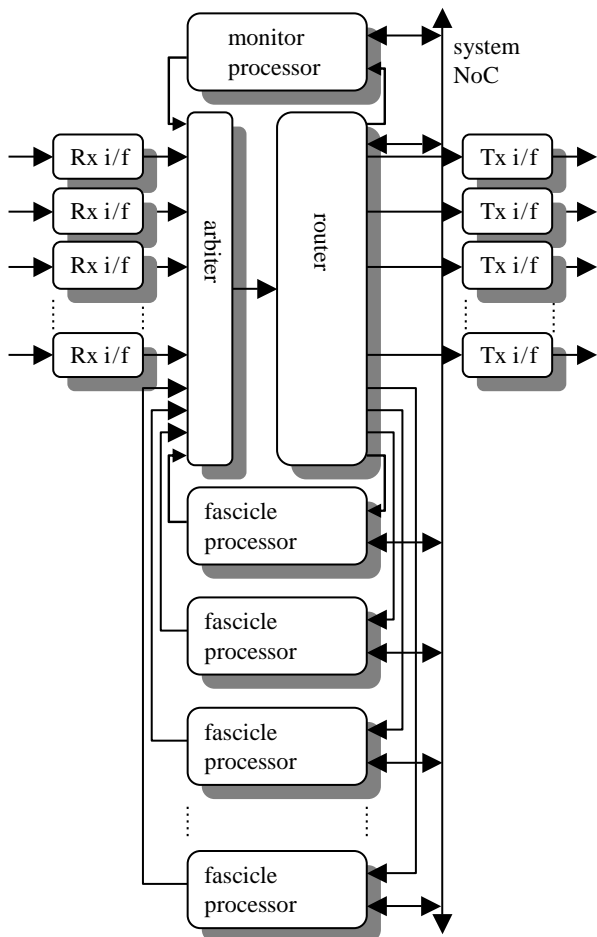 monitor
processor
system
NoC
Rx i/f
Tx i/f
Rx i/f
Tx i/f
Rx i/f
Tx i/f
Rx i/f
Tx i/f
arbiter
router
fascicle
processor
fascicle
processor
fascicle
processor
fascicle
processor